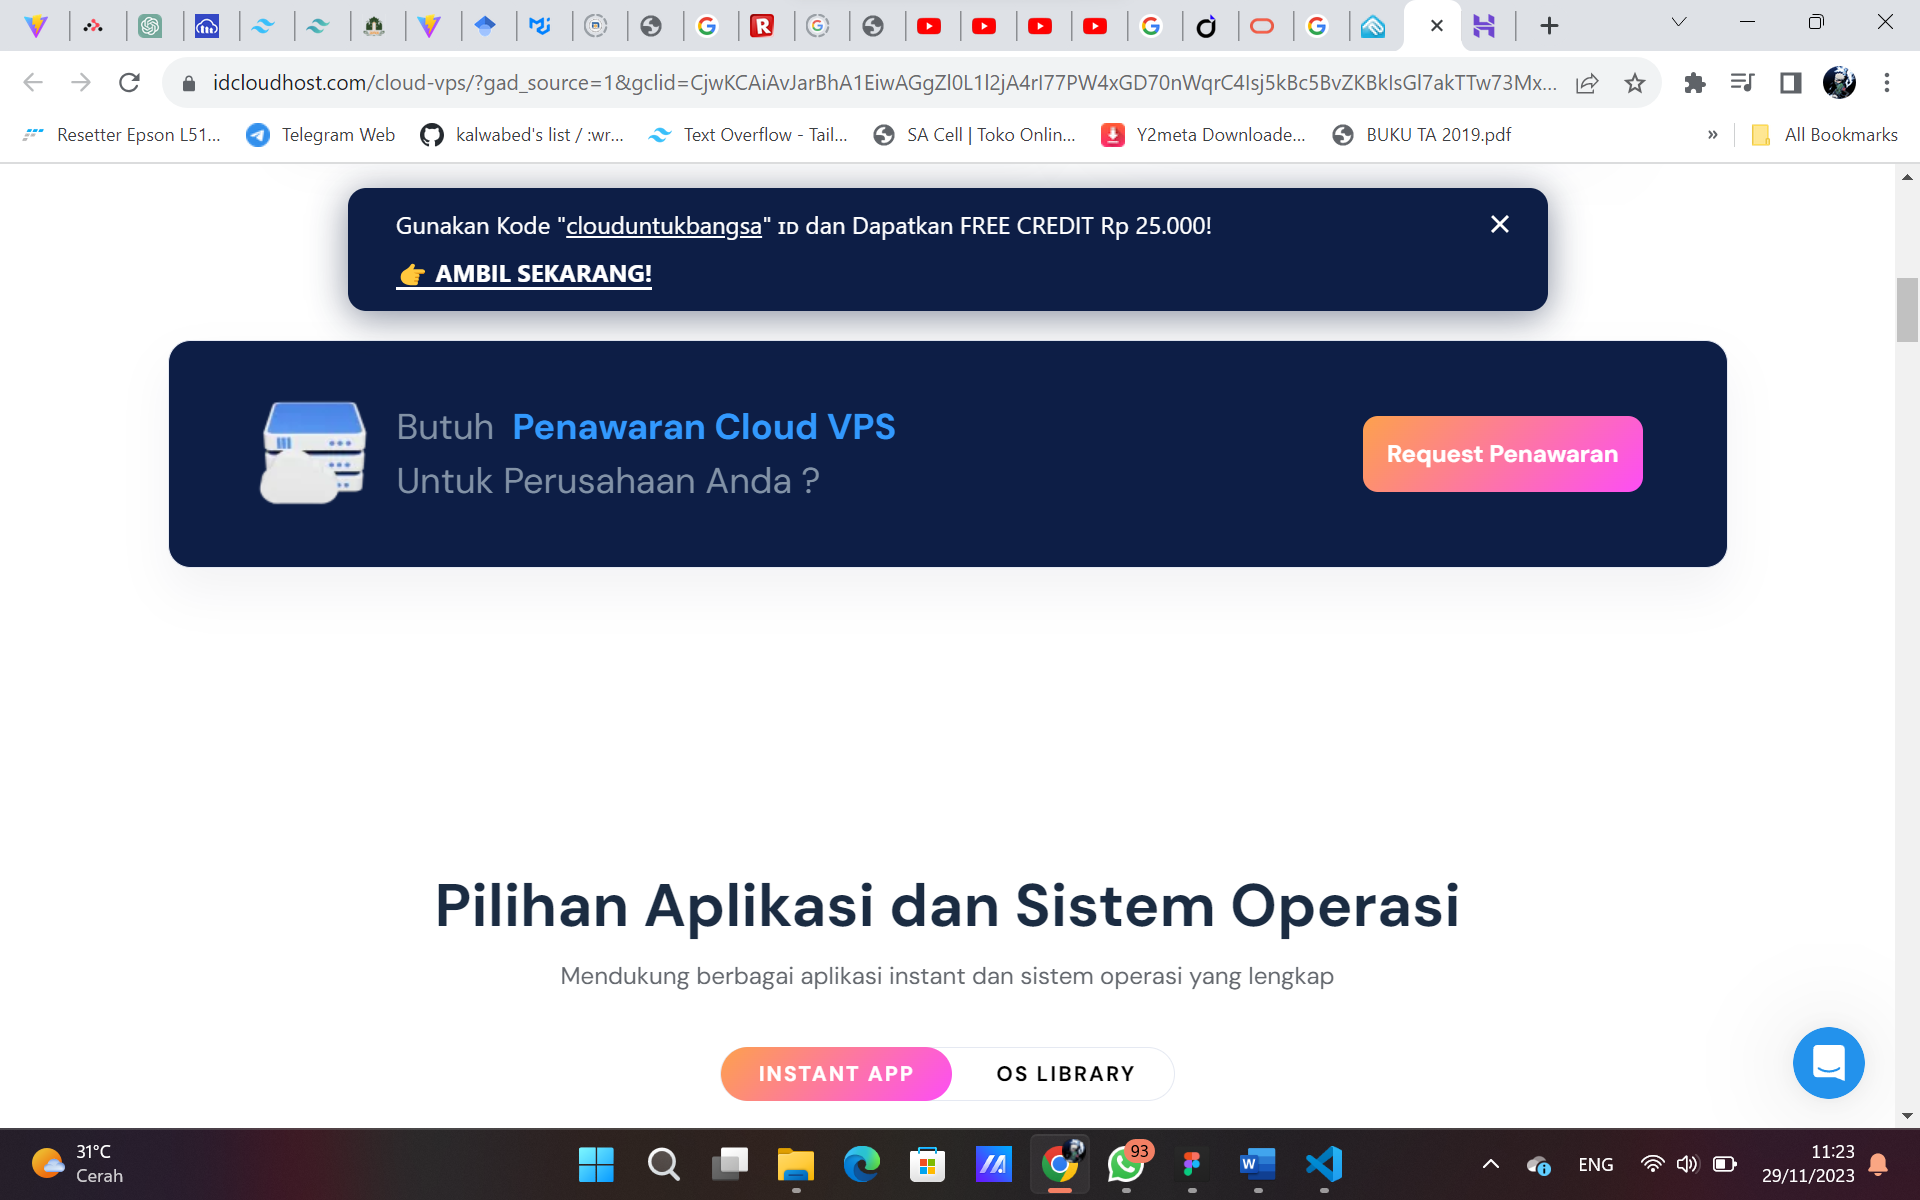 idcloudhost.com/cloud-vps/?gad_source=1&gclid=CjwKCAiAvJarBhA1EiwAGgZl0L1l2jA4rI77PW4xGD70nWqrC4Isj5kBc5BvZKBkIsGl7akTTw73Mx...
Resetter Epson L51... Telegram Web kalwabed's list / :wr... Text Overflow - Tail... SA Cell | Toko Onlin... Y2meta Downloade... BUKU TA 2019.pdf » All Bookmarks
Gunakan Kode "clouduntukbangsa" ɪᴅ dan Dapatkan FREE CREDIT Rp 25.000!
👉 AMBIL SEKARANG!
Butuh Penawaran Cloud VPS
Untuk Perusahaan Anda ?
Request Penawaran
Pilihan Aplikasi dan Sistem Operasi
Mendukung berbagai aplikasi instant dan sistem operasi yang lengkap
INSTANT APP OS LIBRARY
31°C
Cerah
93
ENG
11:23
29/11/2023